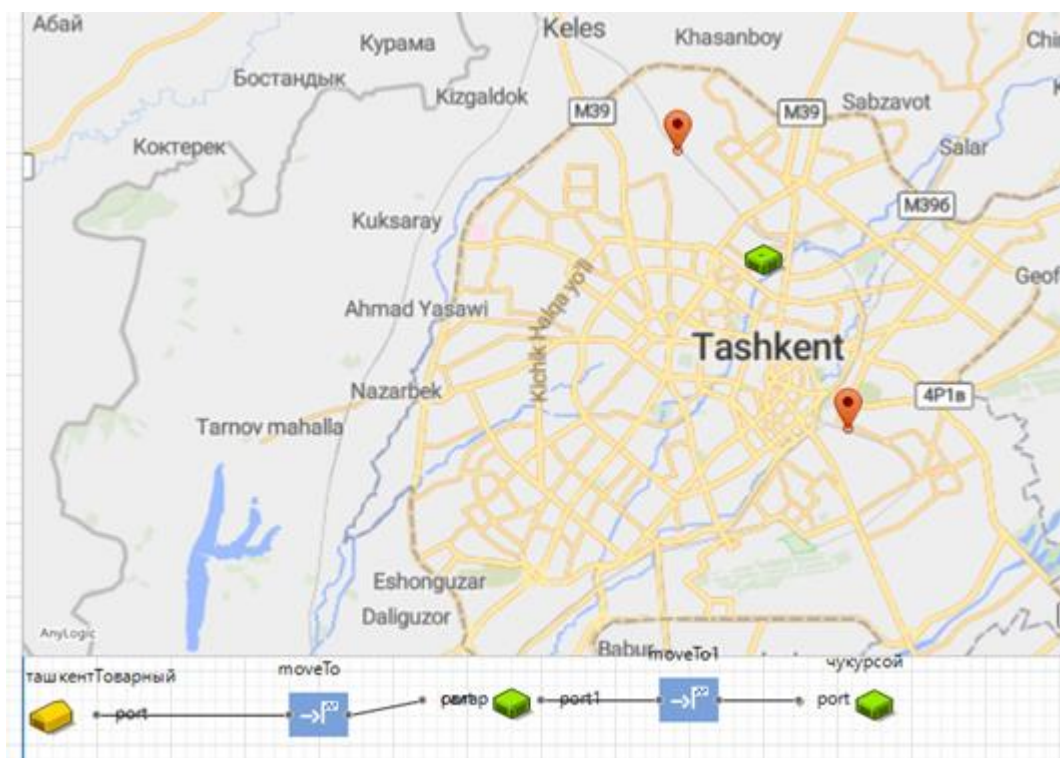 Абай
Keles
Khasanboy
Курама
Бостандык
Kizgaldok
M39
M39
Sabzavot
Коктерек
Salar
M39б
Kuksaray
Ahmad Yasawi
Kichik Halqa yo'li
Tashkent
Nazarbek
4P1в
Tarnov mahalla
Eshonguzar
Daliguzor
AnyLogic
moveTo
moveTo1
чукурсой
ташкентТоварный
port
port1
port